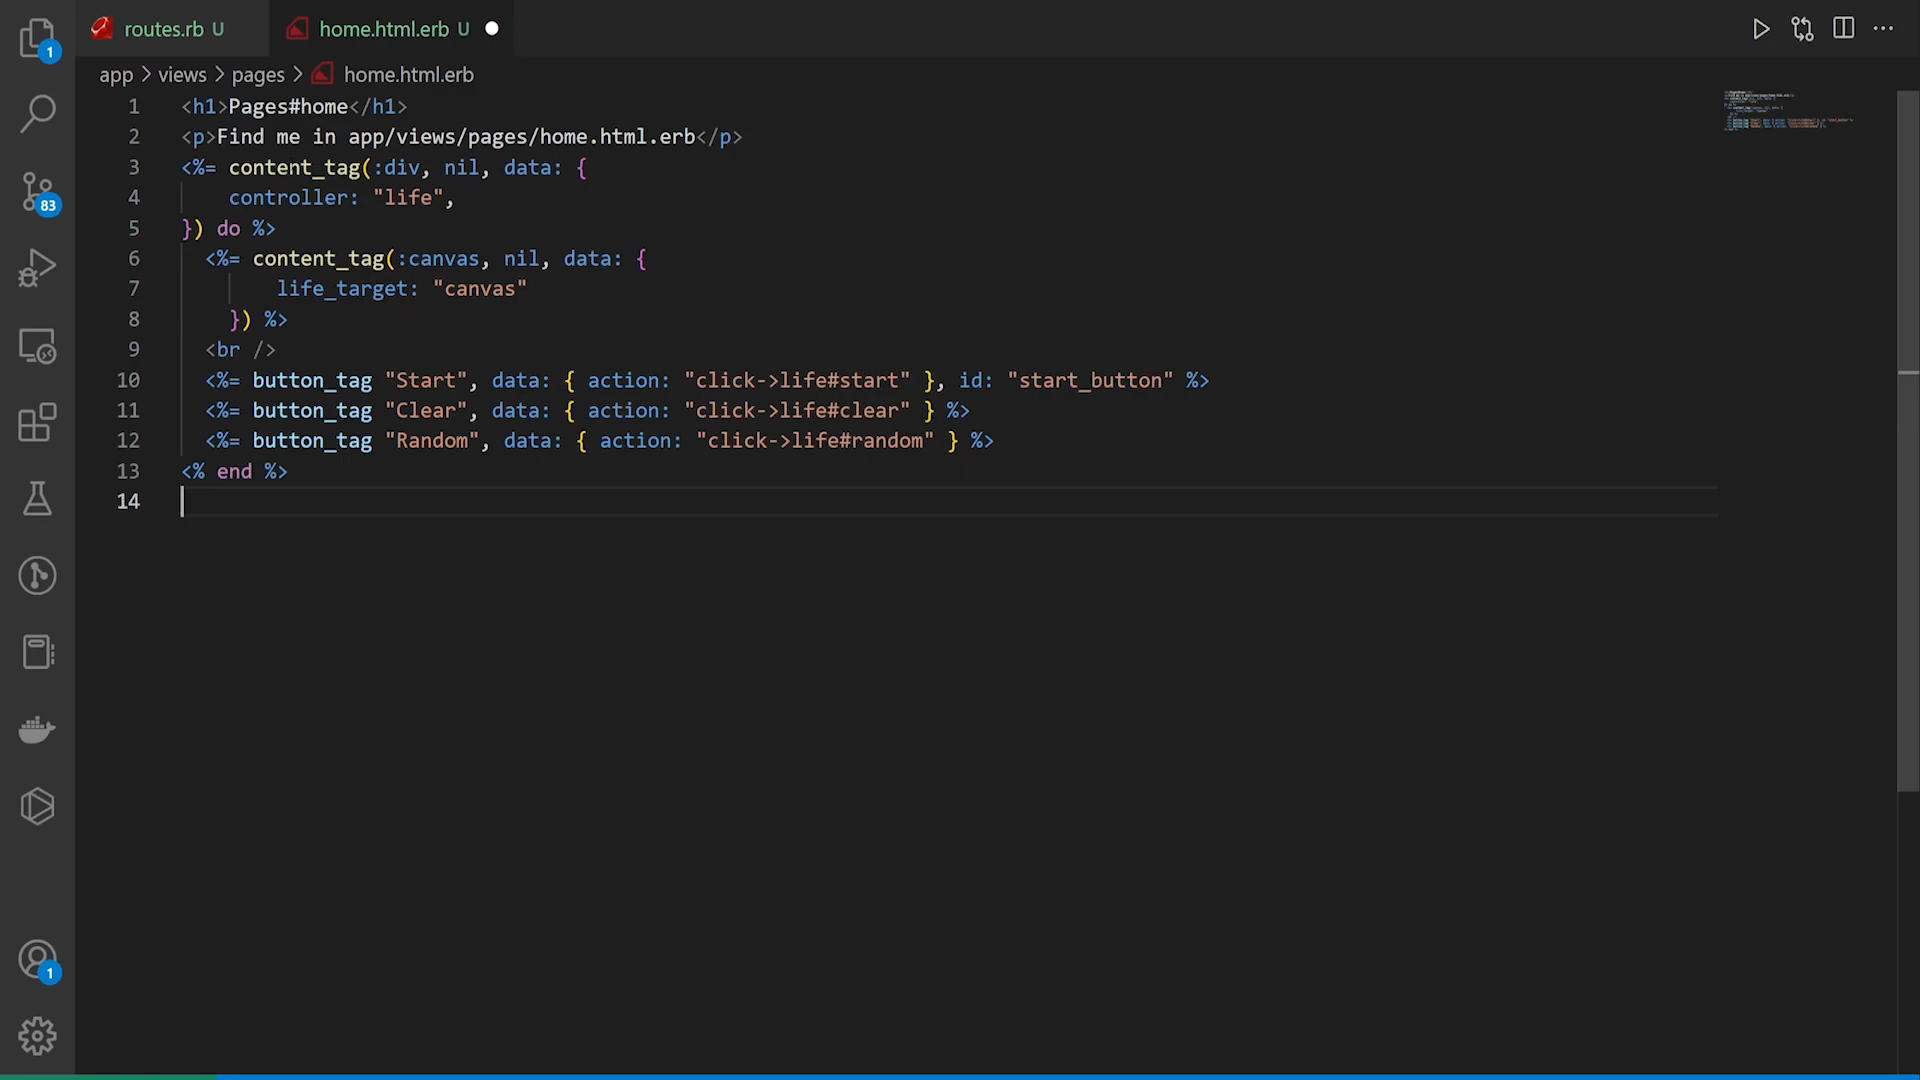 routes.rb U home.html.erb U
app > views > pages > home.html.erb
1 <h1>Pages#home</h1>
2 <p>Find me in app/views/pages/home.html.erb</p>
3 <%= content_tag(:div, nil, data: {
4 controller: "life",
5 }) do %>
6 <%= content_tag(:canvas, nil, data: {
7 life_target: "canvas"
8 }) %>
9 <br />
10 <%= button_tag "Start", data: { action: "click->life#start" }, id: "start_button" %>
11 <%= button_tag "Clear", data: { action: "click->life#clear" } %>
12 <%= button_tag "Random", data: { action: "click->life#random" } %>
13 <% end %>
14
1
83
1